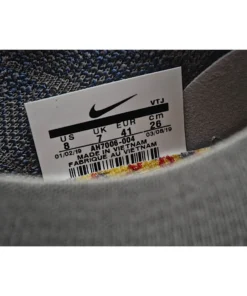 VTJ
US UK EUR cm
8 7 41 26
01/02/19 AH7006-004 03/08/19
MADE IN VIETNAM
FABRIQUE AU VIETNAM